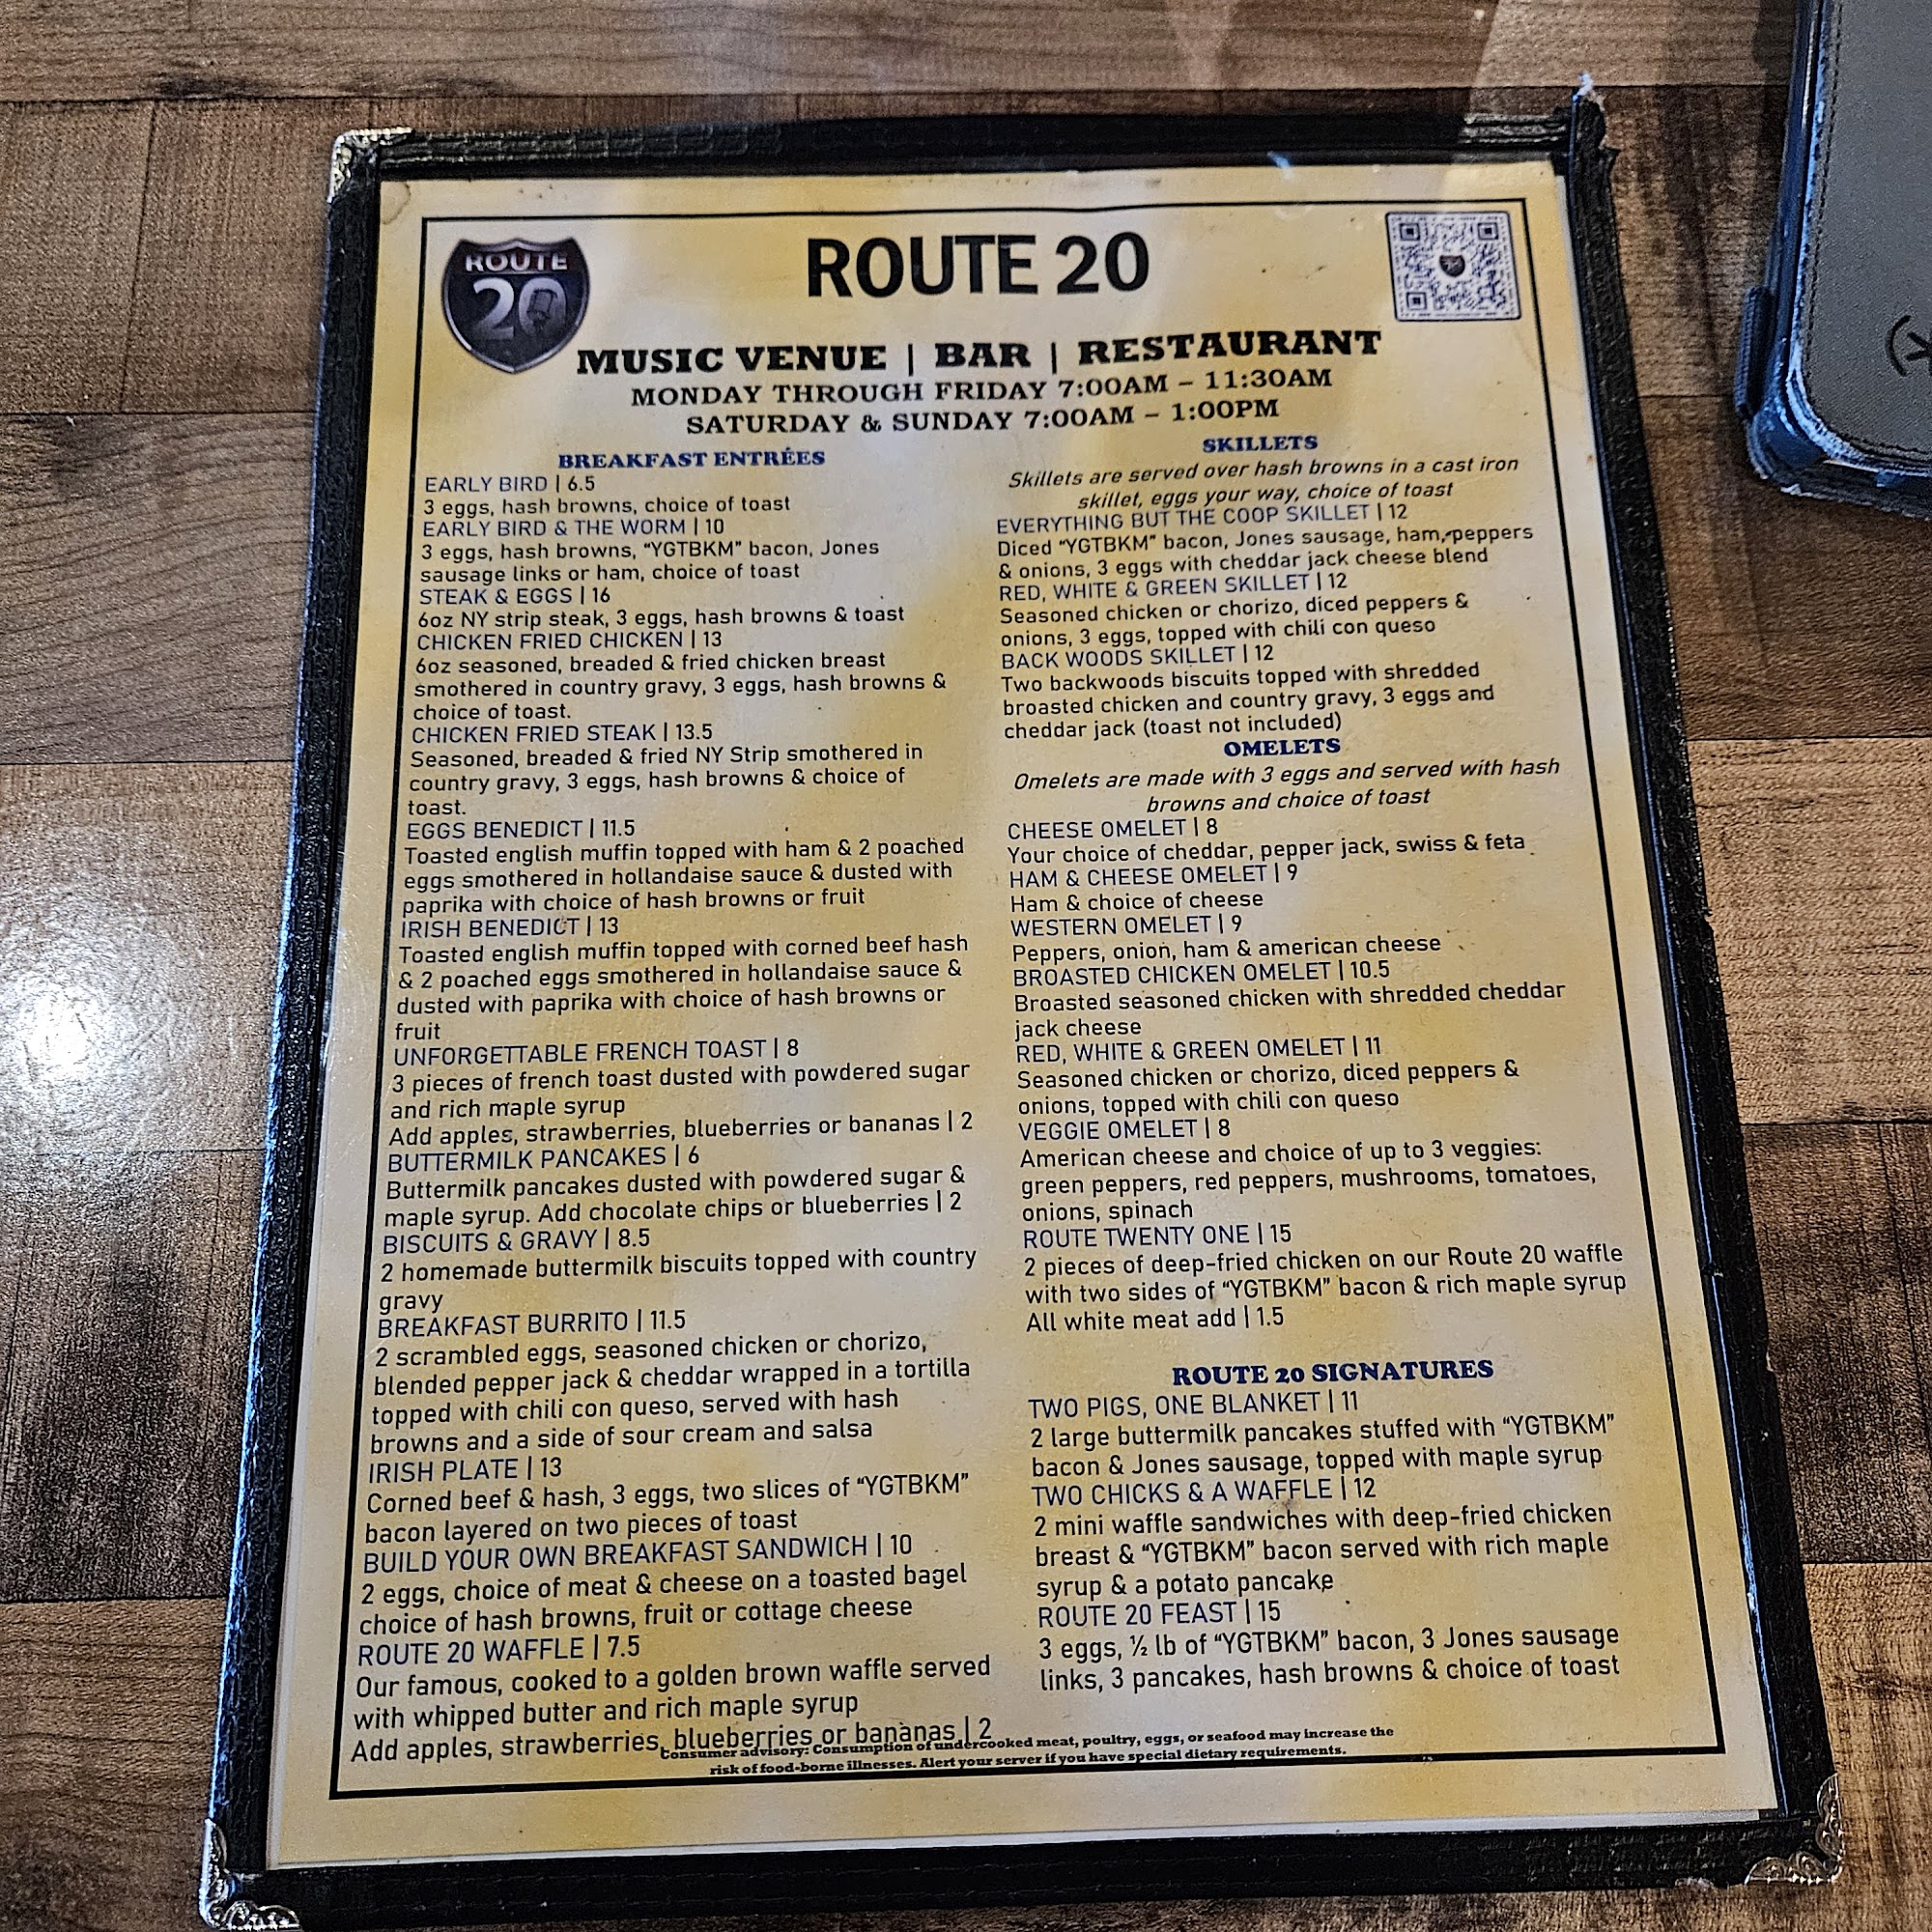 ROUTE
20
ROUTE 20
MUSIC VENUE | BAR | RESTAURANT
MONDAY THROUGH FRIDAY 7:00AM – 11:30AM
SATURDAY & SUNDAY 7:00AM – 1:00PM
BREAKFAST ENTRÉES
EARLY BIRD | 6.5
3 eggs, hash browns, choice of toast
EARLY BIRD & THE WORM | 10
3 eggs, hash browns, “YGTBKM” bacon, Jones
sausage links or ham, choice of toast
STEAK & EGGS | 16
6oz NY strip steak, 3 eggs, hash browns & toast
CHICKEN FRIED CHICKEN | 13
6oz seasoned, breaded & fried chicken breast
smothered in country gravy, 3 eggs, hash browns &
choice of toast.
CHICKEN FRIED STEAK | 13.5
Seasoned, breaded & fried NY Strip smothered in
country gravy, 3 eggs, hash browns & choice of
toast.
EGGS BENEDICT | 11.5
Toasted english muffin topped with ham & 2 poached
eggs smothered in hollandaise sauce & dusted with
paprika with choice of hash browns or fruit
IRISH BENEDICT | 13
Toasted english muffin topped with corned beef hash
& 2 poached eggs smothered in hollandaise sauce &
dusted with paprika with choice of hash browns or
fruit
UNFORGETTABLE FRENCH TOAST | 8
3 pieces of french toast dusted with powdered sugar
and rich maple syrup
Add apples, strawberries, blueberries or bananas | 2
BUTTERMILK PANCAKES | 6
Buttermilk pancakes dusted with powdered sugar &
maple syrup. Add chocolate chips or blueberries | 2
BISCUITS & GRAVY | 8.5
2 homemade buttermilk biscuits topped with country
gravy
BREAKFAST BURRITO | 11.5
2 scrambled eggs, seasoned chicken or chorizo,
blended pepper jack & cheddar wrapped in a tortilla
topped with chili con queso, served with hash
browns and a side of sour cream and salsa
IRISH PLATE | 13
Corned beef & hash, 3 eggs, two slices of “YGTBKM”
bacon layered on two pieces of toast
BUILD YOUR OWN BREAKFAST SANDWICH | 10
2 eggs, choice of meat & cheese on a toasted bagel
choice of hash browns, fruit or cottage cheese
ROUTE 20 WAFFLE | 7.5
Our famous, cooked to a golden brown waffle served
with whipped butter and rich maple syrup
Add apples, strawberries, blueberries or bananas | 2
SKILLETS
Skillets are served over hash browns in a cast iron
skillet, eggs your way, choice of toast
EVERYTHING BUT THE COOP SKILLET | 12
Diced “YGTBKM” bacon, Jones sausage, ham, peppers
& onions, 3 eggs with cheddar jack cheese blend
RED, WHITE & GREEN SKILLET | 12
Seasoned chicken or chorizo, diced peppers &
onions, 3 eggs, topped with chili con queso
BACK WOODS SKILLET | 12
Two backwoods biscuits topped with shredded
broasted chicken and country gravy, 3 eggs and
cheddar jack (toast not included)
OMELETS
Omelets are made with 3 eggs and served with hash
browns and choice of toast
CHEESE OMELET | 8
Your choice of cheddar, pepper jack, swiss & feta
HAM & CHEESE OMELET | 9
Ham & choice of cheese
WESTERN OMELET | 9
Peppers, onion, ham & american cheese
BROASTED CHICKEN OMELET | 10.5
Broasted seasoned chicken with shredded cheddar
jack cheese
RED, WHITE & GREEN OMELET | 11
Seasoned chicken or chorizo, diced peppers &
onions, topped with chili con queso
VEGGIE OMELET | 8
American cheese and choice of up to 3 veggies:
green peppers, red peppers, mushrooms, tomatoes,
onions, spinach
ROUTE TWENTY ONE | 15
2 pieces of deep-fried chicken on our Route 20 waffle
with two sides of “YGTBKM” bacon & rich maple syrup
All white meat add | 1.5
ROUTE 20 SIGNATURES
TWO PIGS, ONE BLANKET | 11
2 large buttermilk pancakes stuffed with “YGTBKM”
bacon & Jones sausage, topped with maple syrup
TWO CHICKS & A WAFFLE | 12
2 mini waffle sandwiches with deep-fried chicken
breast & “YGTBKM” bacon served with rich maple
syrup & a potato pancake
ROUTE 20 FEAST | 15
3 eggs, ½ lb of “YGTBKM” bacon, 3 Jones sausage
links, 3 pancakes, hash browns & choice of toast
Consumer advisory: Consumption of undercooked meat, poultry, eggs, or seafood may increase the
risk of food-borne illnesses. Alert your server if you have special dietary requirements.